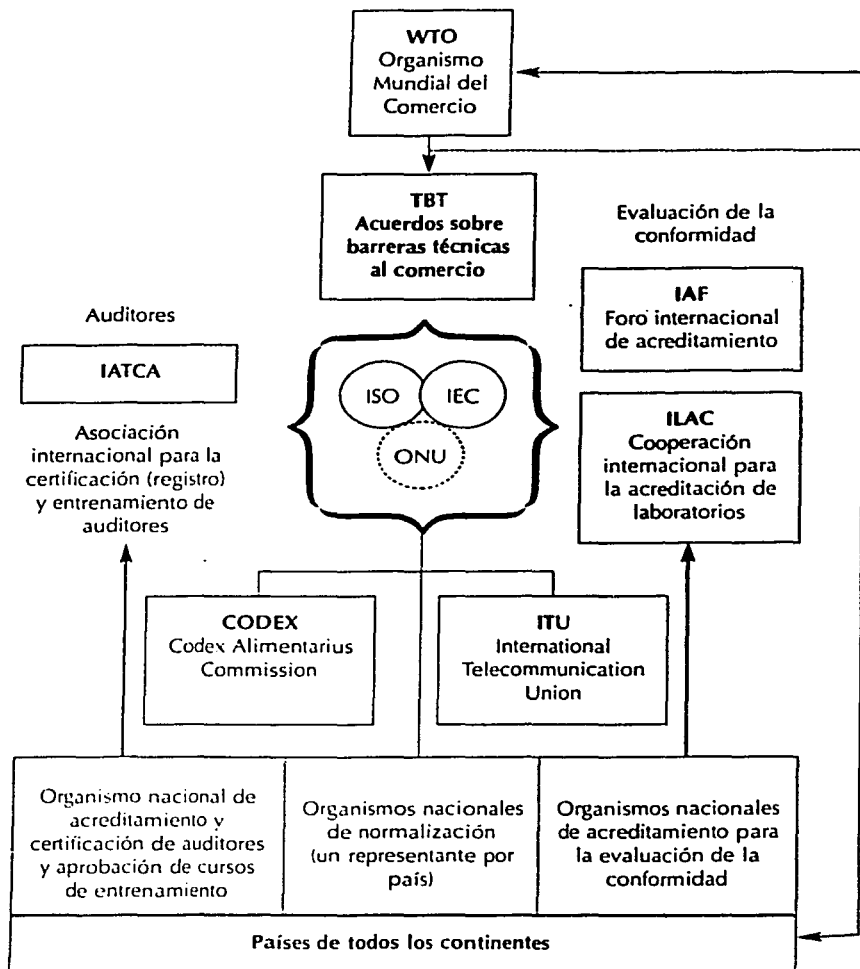 WTO
Organismo
Mundial del
Comercio
TBT
Acuerdos sobre
barreras técnicas
al comercio
Evaluación de la
conformidad
IAF
Foro internacional
de acreditamiento
Auditores
IATCA
Asociación
internacional para la
certificación (registro)
y entrenamiento de
auditores
ISO
IEC
ONU
ILAC
Cooperación
internacional para
la acreditación de
laboratorios
CODEX
Codex Alimentarius
Commission
ITU
International
Telecommunication
Union
Organismo nacional de
acreditamiento y
certificación de auditores
y aprobación de cursos
de entrenamiento
Organismos nacionales
de normalización
(un representante por
país)
Organismos nacionales
de acreditamiento para
la evaluación de la
conformidad
Países de todos los continentes